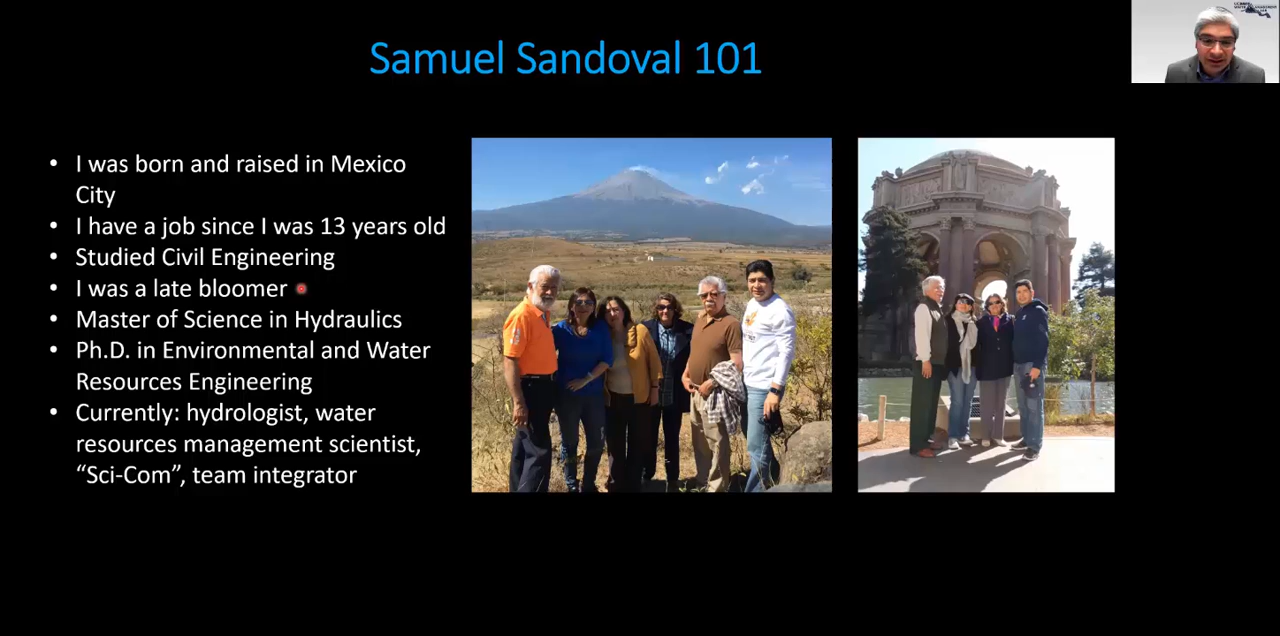 Samuel Sandoval 101
• I was born and raised in Mexico
City
• I have a job since I was 13 years old
• Studied Civil Engineering
• I was a late bloomer
• Master of Science in Hydraulics
• Ph.D. in Environmental and Water
Resources Engineering
• Currently: hydrologist, water
resources management scientist,
“Sci-Com”, team integrator